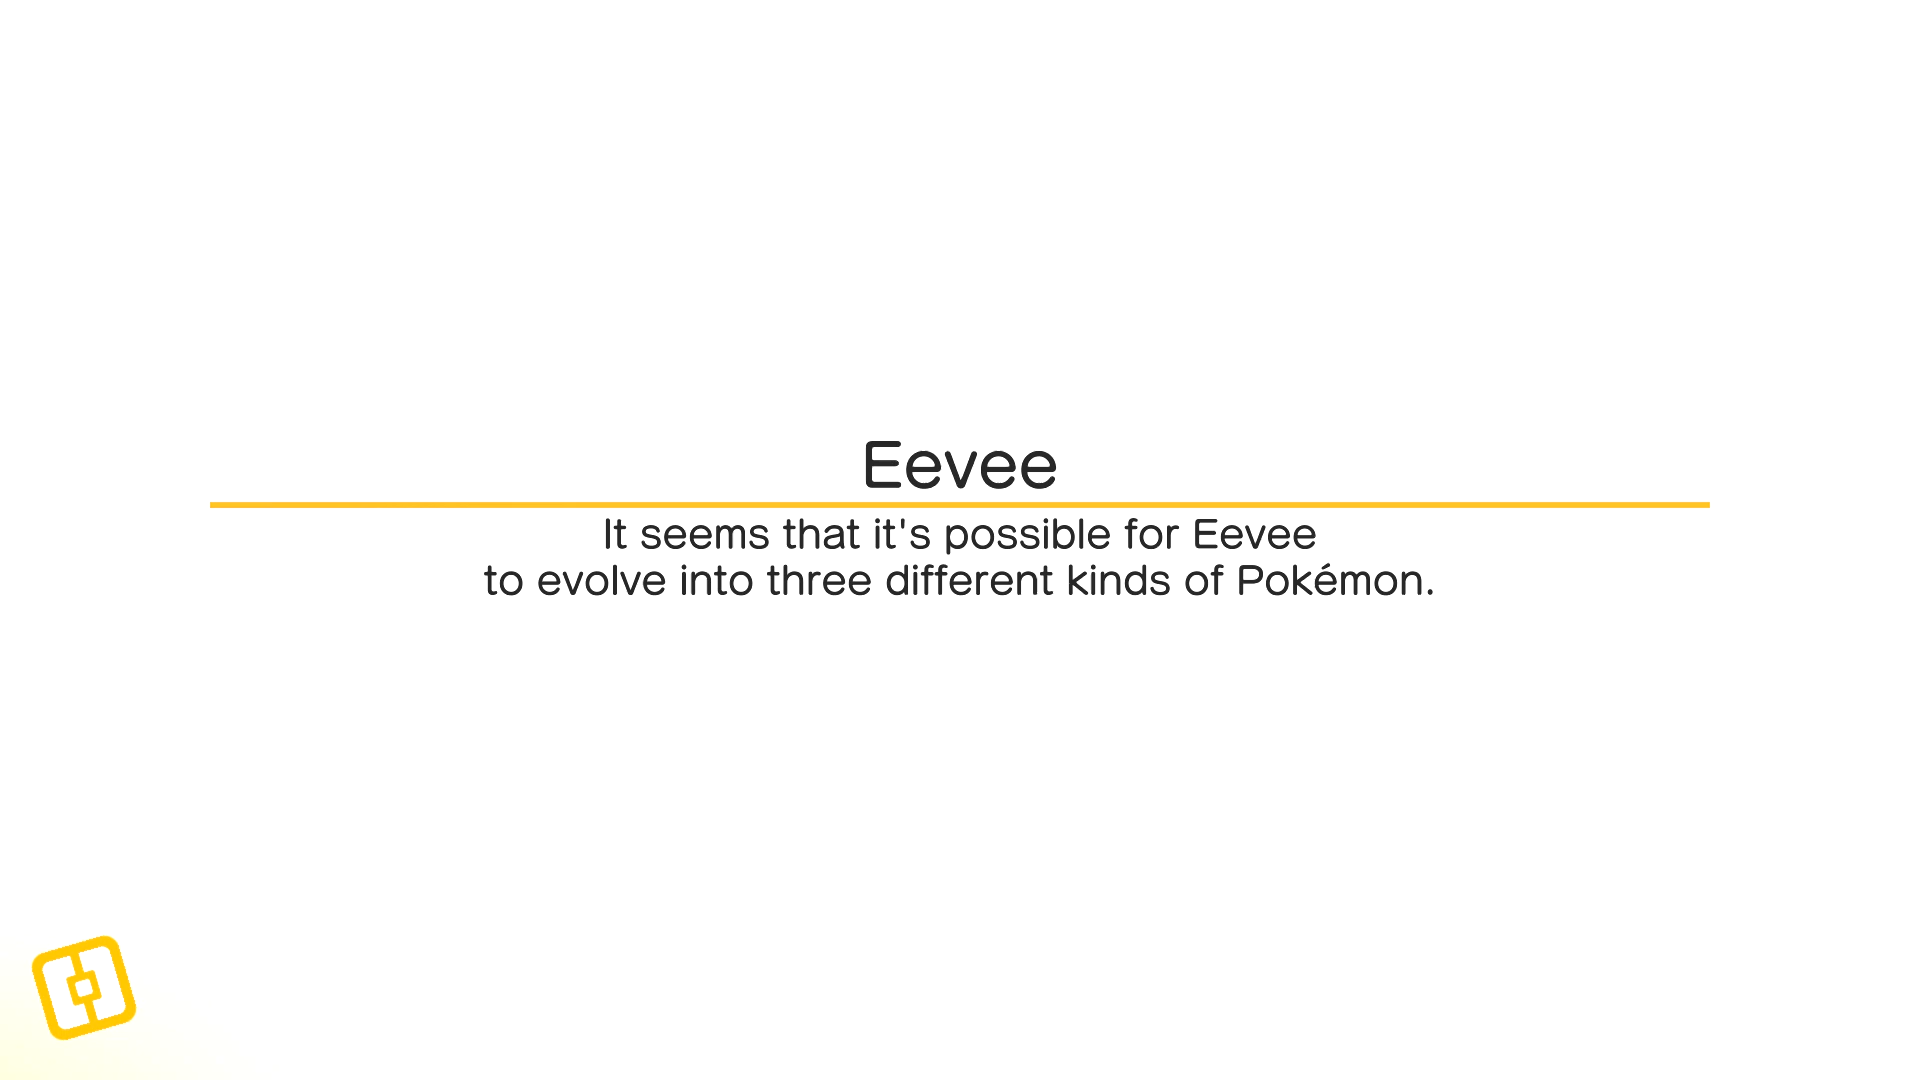 Eevee
It seems that it's possible for Eevee
to evolve into three different kinds of Pokémon.